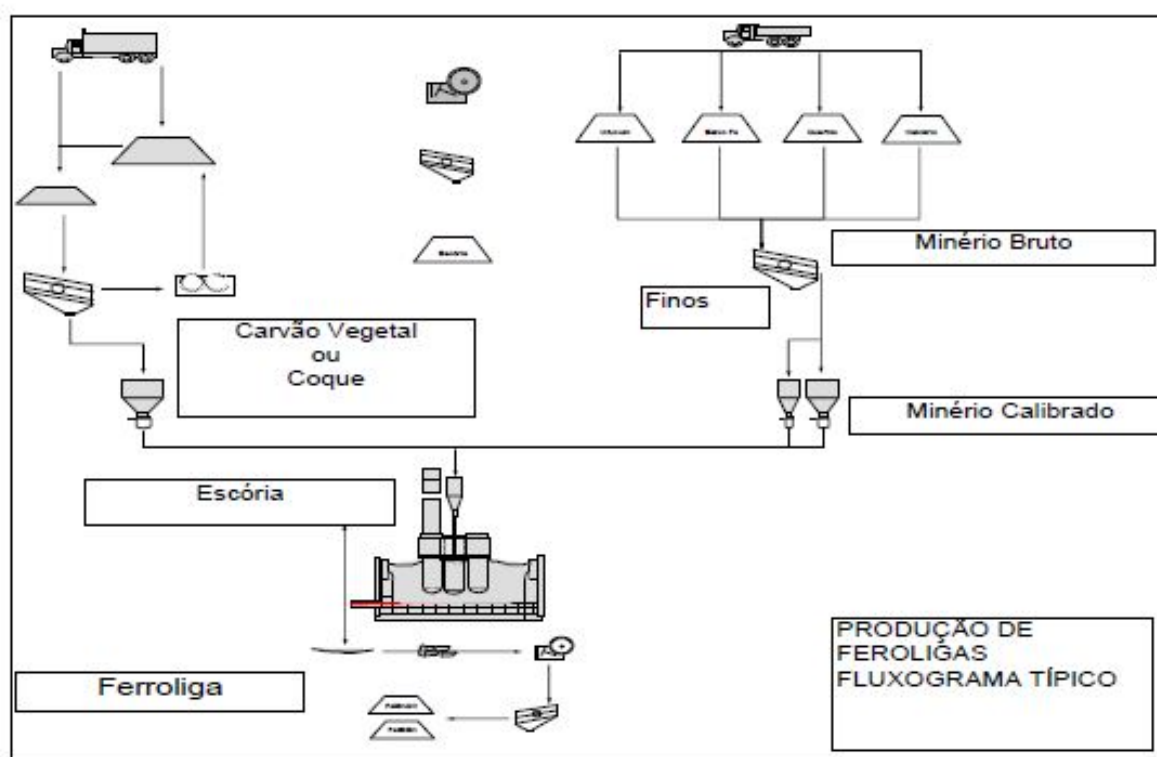 Minério Bruto
Finos
Carvão Vegetal
ou
Coque
Minério Calibrado
Escória
PRODUÇÃO DE
FEROLIGAS
FLUXOGRAMA TÍPICO
Ferroliga